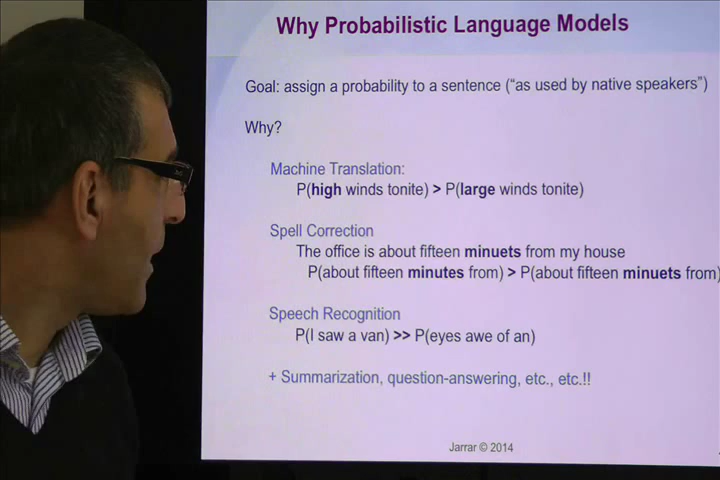 Why Probabilistic Language Models
Goal: assign a probability to a sentence (“as used by native speakers”)
Why?
Machine Translation:
P(high winds tonite) > P(large winds tonite)
Spell Correction
The office is about fifteen minuets from my house
P(about fifteen minutes from) > P(about fifteen minuets from)
Speech Recognition
P(I saw a van) >> P(eyes awe of an)
+ Summarization, question-answering, etc., etc.!!
Jarrar © 2014